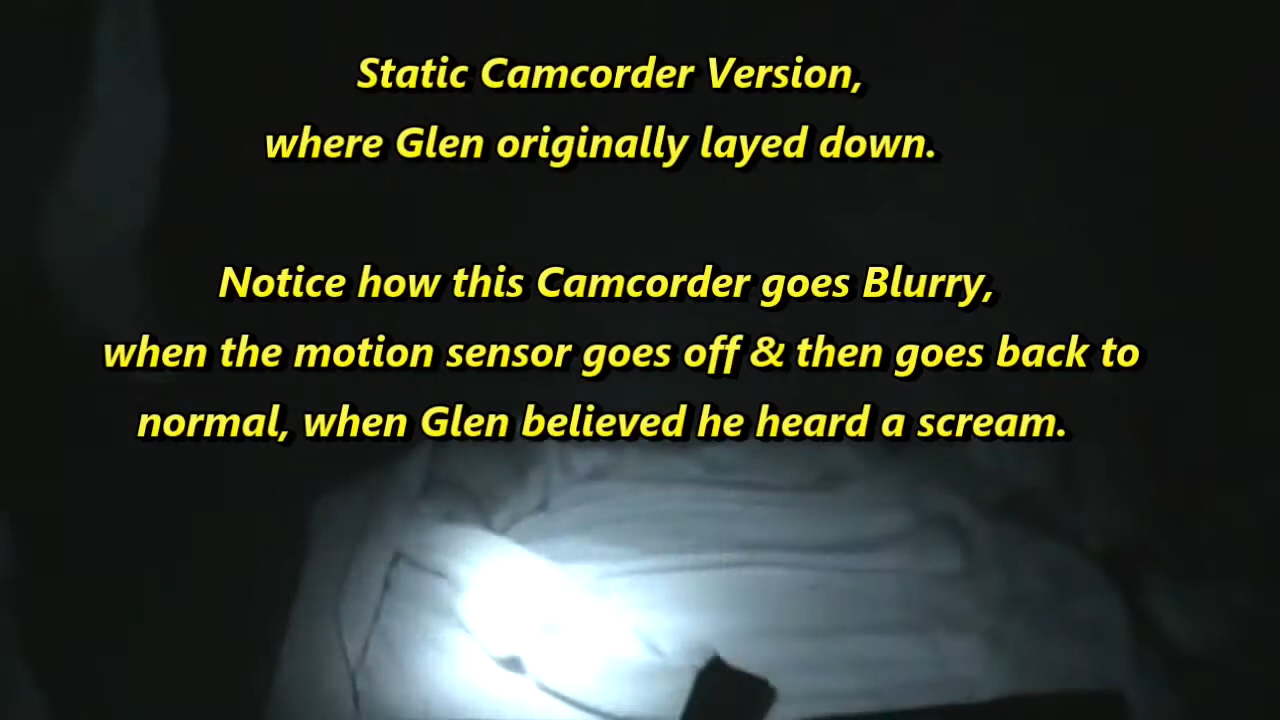 Static Camcorder Version,
where Glen originally layed down.
Notice how this Camcorder goes Blurry,
when the motion sensor goes off & then goes back to
normal, when Glen believed he heard a scream.